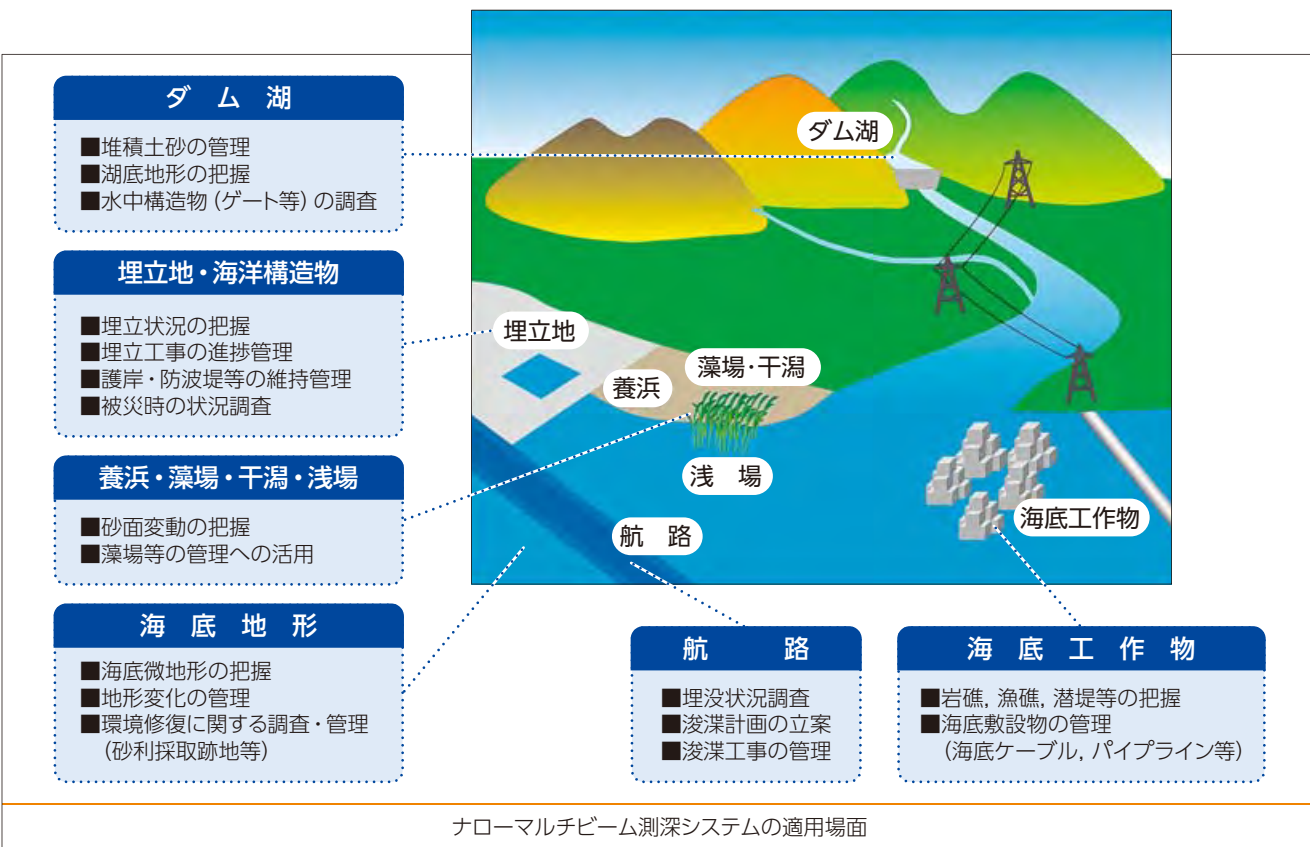 ダム湖
■堆積土砂の管理
■湖底地形の把握
■水中構造物（ゲート等）の調査
埋立地・海洋構造物
■埋立状況の把握
■埋立工事の進捗管理
■護岸・防波堤等の維持管理
■被災時の状況調査
養浜・藻場・干潟・浅場
■砂面変動の把握
■藻場等の管理への活用
海底地形
■海底微地形の把握
■地形変化の管理
■環境修復に関する調査・管理
（砂利採取跡地等）
ダム湖
埋立地
藻場・干潟
養浜
浅場
航路
海底工作物
航路
■埋没状況調査
■浚渫計画の立案
■浚渫工事の管理
海底工作物
■岩礁, 漁礁, 潜堤等の把握
■海底敷設物の管理
（海底ケーブル, パイプライン等）
ナローマルチビーム測深システムの適用場面